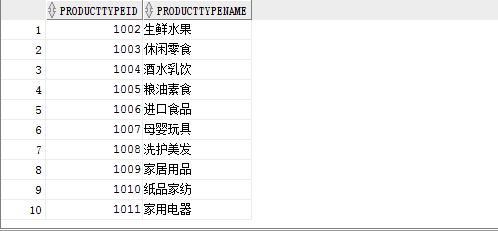 PRODUCTTYPEID PRODUCTTYPENAME
1 1002 生鲜水果
2 1003 休闲零食
3 1004 酒水乳饮
4 1005 粮油素食
5 1006 进口食品
6 1007 母婴玩具
7 1008 洗护美发
8 1009 家居用品
9 1010 纸品家纺
10 1011 家用电器